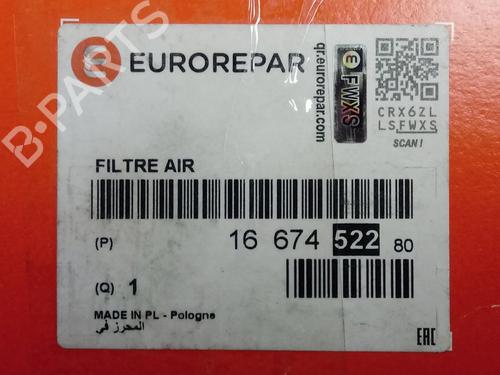 EUROREPAR
qr.eurorepar.com
e FWXS
CRX6ZL
LSFWXS
SCAN !
FILTRE AIR
(P) 16 674 522 80
(Q) 1
MADE IN PL - Pologne
المحرز في
EAC